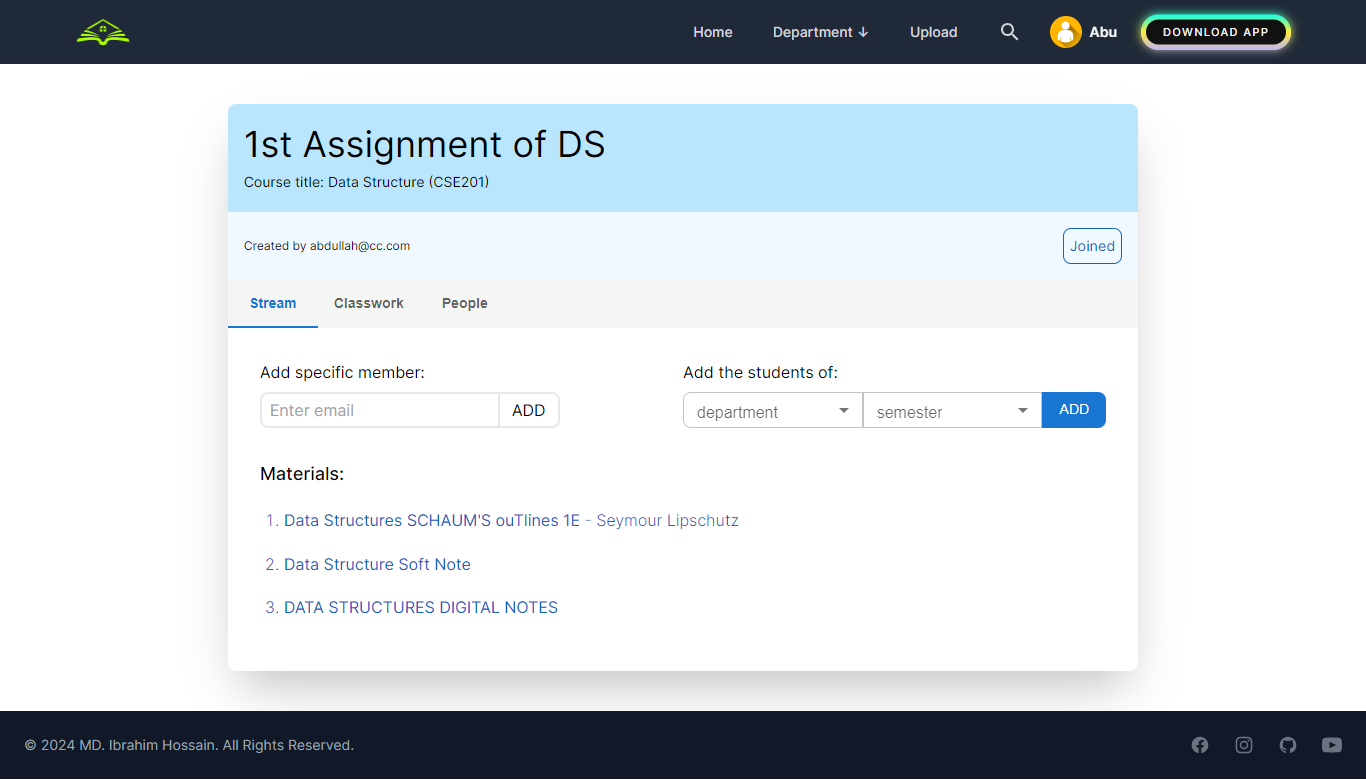 Home Department ↓ Upload Abu DOWNLOAD APP
1st Assignment of DS
Course title: Data Structure (CSE201)
Created by abdullah@cc.com Joined
Stream Classwork People
Add specific member: Add the students of:
Enter email ADD department semester ADD
Materials:
1. Data Structures SCHAUM'S ouTlines 1E - Seymour Lipschutz
2. Data Structure Soft Note
3. DATA STRUCTURES DIGITAL NOTES
© 2024 MD. Ibrahim Hossain. All Rights Reserved.